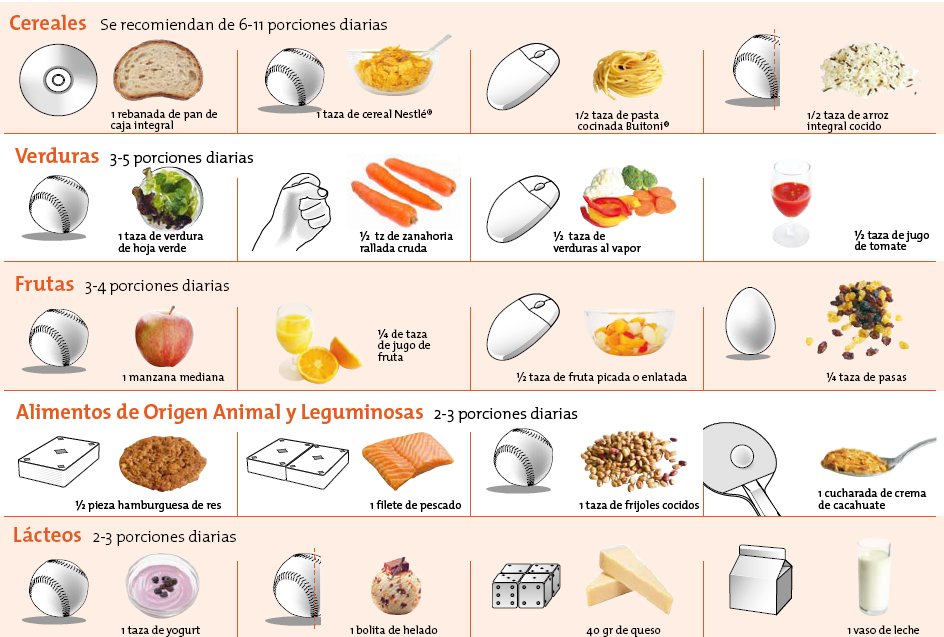 Cereales Se recomiendan de 6-11 porciones diarias
1 rebanada de pan de
caja integral
1 taza de cereal Nestlé®
1/2 taza de pasta
cocinada Buitoni®
1/2 taza de arroz
integral cocido
Verduras 3-5 porciones diarias
1 taza de verdura
de hoja verde
½ tz de zanahoria
rallada cruda
½ taza de
verduras al vapor
½ taza de jugo
de tomate
Frutas 3-4 porciones diarias
1 manzana mediana
¼ de taza
de jugo de
fruta
½ taza de fruta picada o enlatada
¼ taza de pasas
Alimentos de Origen Animal y Leguminosas 2-3 porciones diarias
½ pieza hamburguesa de res
1 filete de pescado
1 taza de frijoles cocidos
1 cucharada de crema
de cacahuate
Lácteos 2-3 porciones diarias
1 taza de yogurt
1 bolita de helado
40 gr de queso
1 vaso de leche